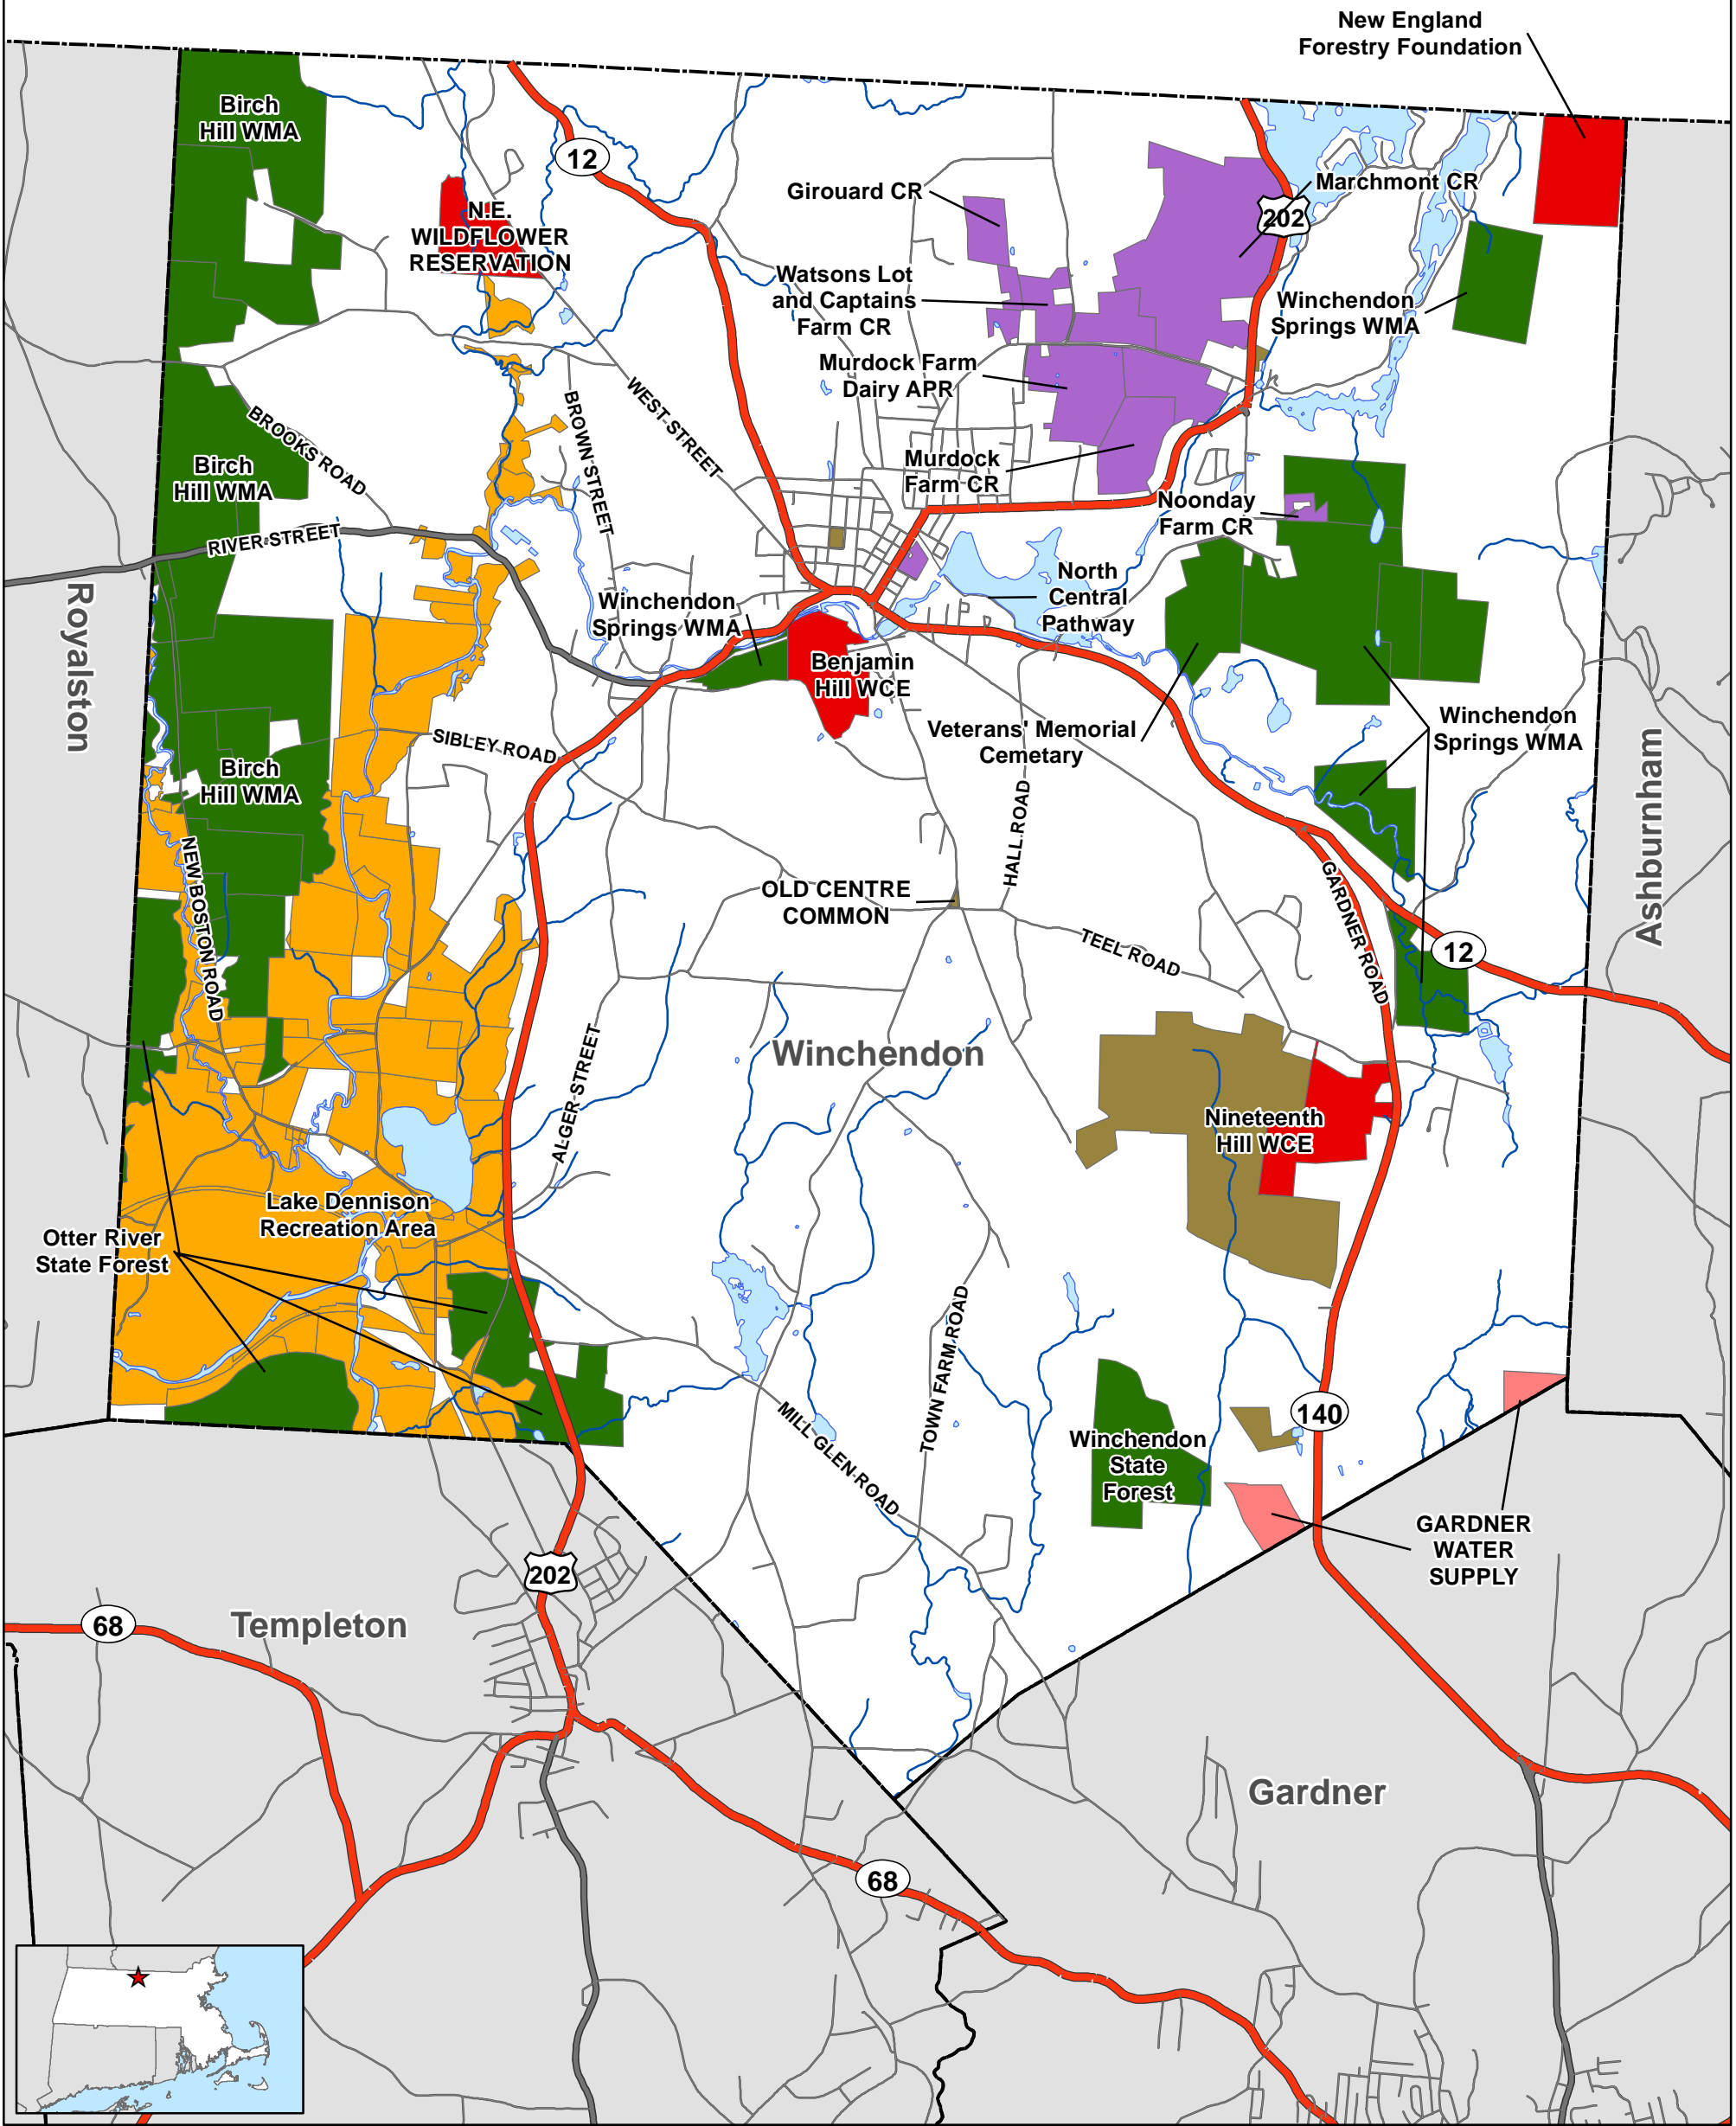 New England
Forestry Foundation
Birch
Hill WMA
12
Girouard CR
Marchmont CR
202
N.E.
WILDFLOWER
RESERVATION
Watsons Lot
and Captains
Farm CR
Winchendon
Springs WMA
Murdock Farm
Dairy APR
WEST STREET
BROWN STREET
BROOKS ROAD
Birch
Hill WMA
Murdock
Farm CR
Noonday
Farm CR
RIVER STREET
Royalston
North
Central
Pathway
Winchendon
Springs WMA
Benjamin
Hill WCE
Veterans' Memorial
Cemetary
Winchendon
Springs WMA
SIBLEY ROAD
Birch
Hill WMA
HALL ROAD
Ashburnham
NEW BOSTON ROAD
OLD CENTRE
COMMON
GARDNER ROAD
TEEL ROAD
12
Winchendon
ALGER STREET
Nineteenth
Hill WCE
Lake Dennison
Recreation Area
Otter River
State Forest
TOWN FARM ROAD
MILL GLEN ROAD
140
Winchendon
State
Forest
GARDNER
WATER
SUPPLY
202
68
Templeton
Gardner
68